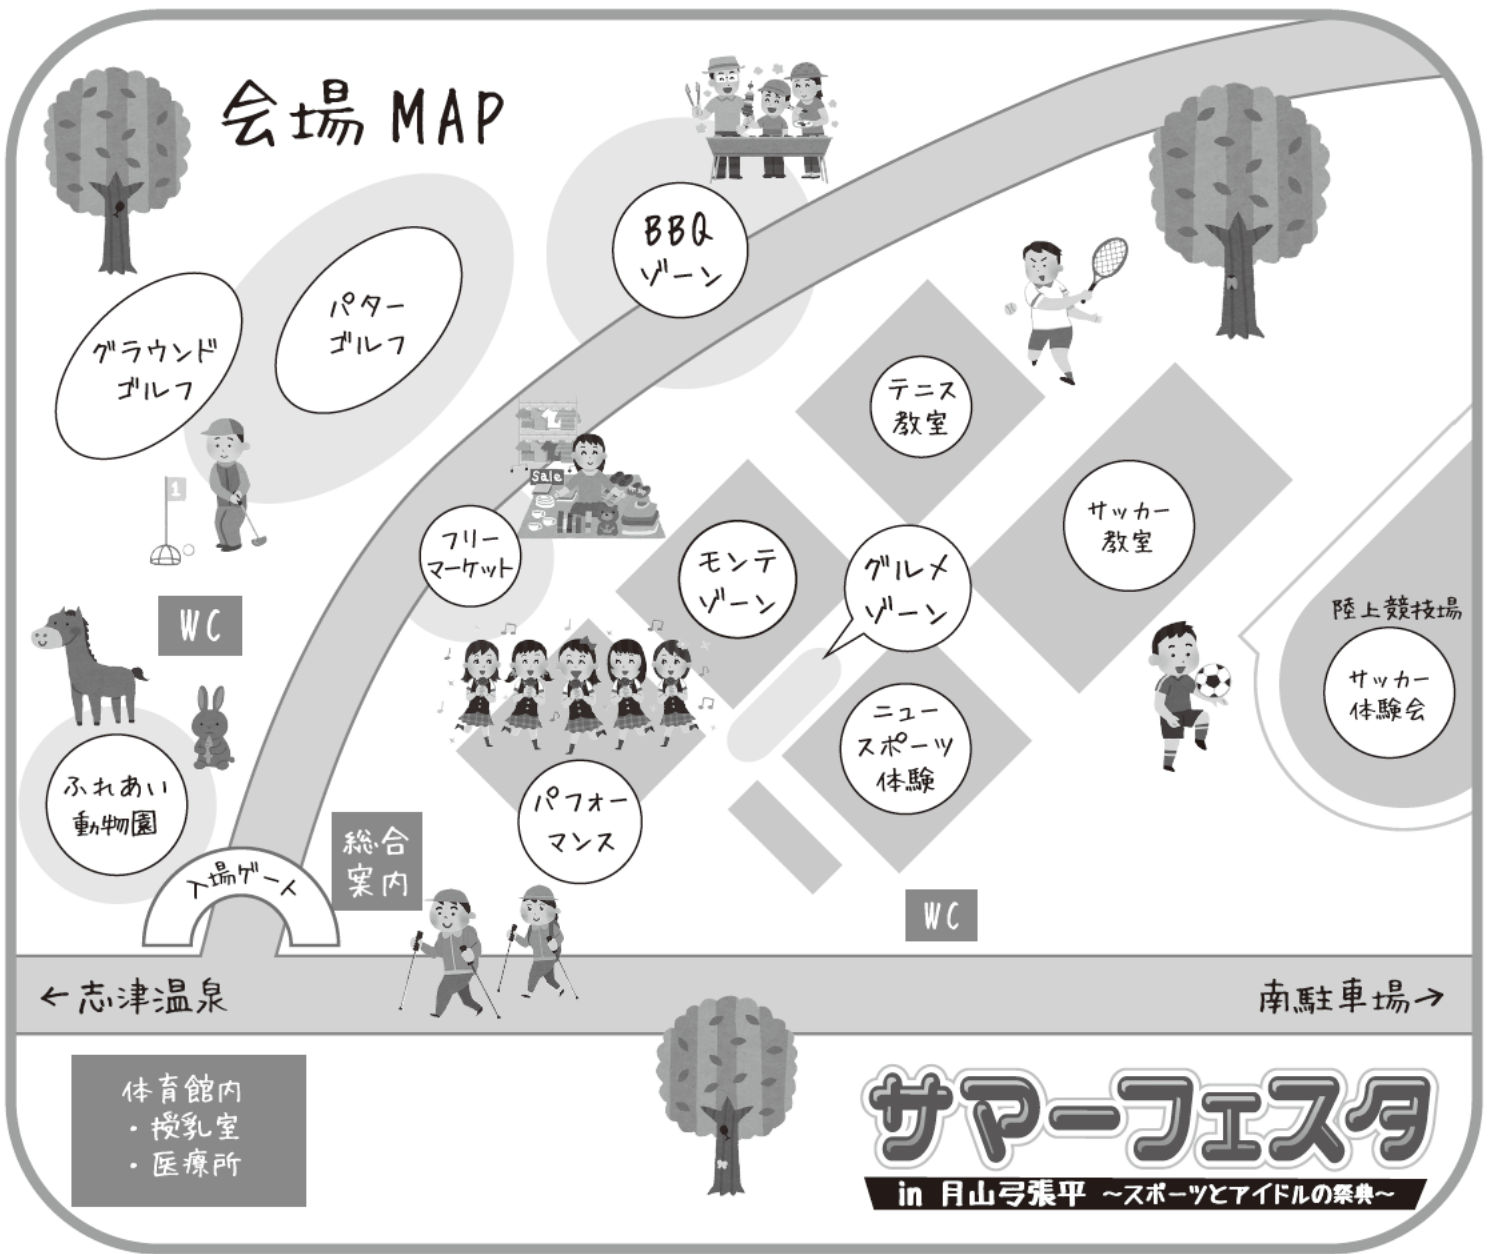 会場 MAP
BBQ
ゾーン
パター
ゴルフ
グラウンド
ゴルフ
テニス
教室
Sale
1
フリー
マーケット
モンテ
ゾーン
グルメ
ゾーン
サッカー
教室
WC
陸上競技場
サッカー
体験会
ニュー
スポーツ
体験
ふれあい
動物園
パフォー
マンス
総合
案内
入場ゲート
WC
←志津温泉
南駐車場→
体育館内
・授乳室
・医療所
サマーフェスタ
in 月山弓張平 〜スポーツとアイドルの祭典〜